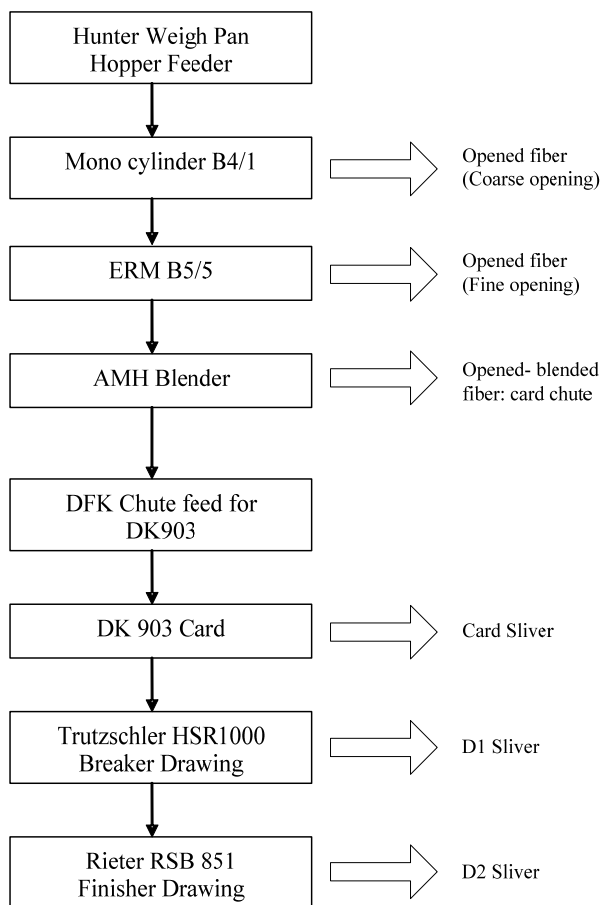 Hunter Weigh Pan
Hopper Feeder
Mono cylinder B4/1
Opened fiber
(Coarse opening)
ERM B5/5
Opened fiber
(Fine opening)
AMH Blender
Opened- blended
fiber: card chute
DFK Chute feed for
DK903
DK 903 Card
Card Sliver
Trutzschler HSR1000
Breaker Drawing
D1 Sliver
Rieter RSB 851
Finisher Drawing
D2 Sliver